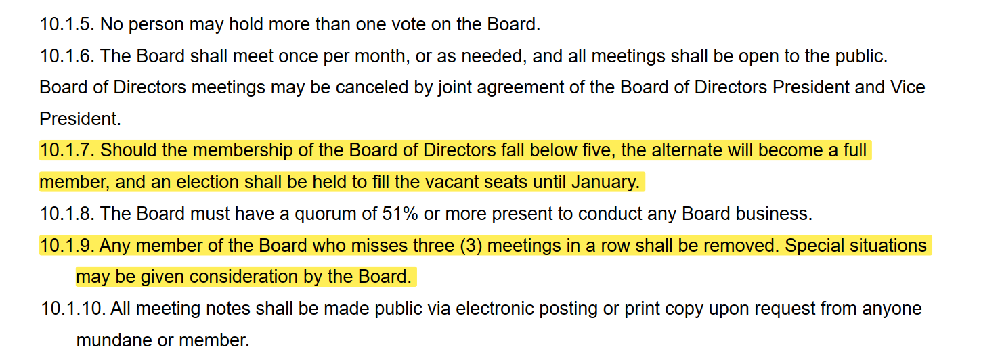 10.1.5. No person may hold more than one vote on the Board.
10.1.6. The Board shall meet once per month, or as needed, and all meetings shall be open to the public.
Board of Directors meetings may be canceled by joint agreement of the Board of Directors President and Vice
President.
10.1.7. Should the membership of the Board of Directors fall below five, the alternate will become a full
member, and an election shall be held to fill the vacant seats until January.
10.1.8. The Board must have a quorum of 51% or more present to conduct any Board business.
10.1.9. Any member of the Board who misses three (3) meetings in a row shall be removed. Special situations
may be given consideration by the Board.
10.1.10. All meeting notes shall be made public via electronic posting or print copy upon request from anyone
mundane or member.